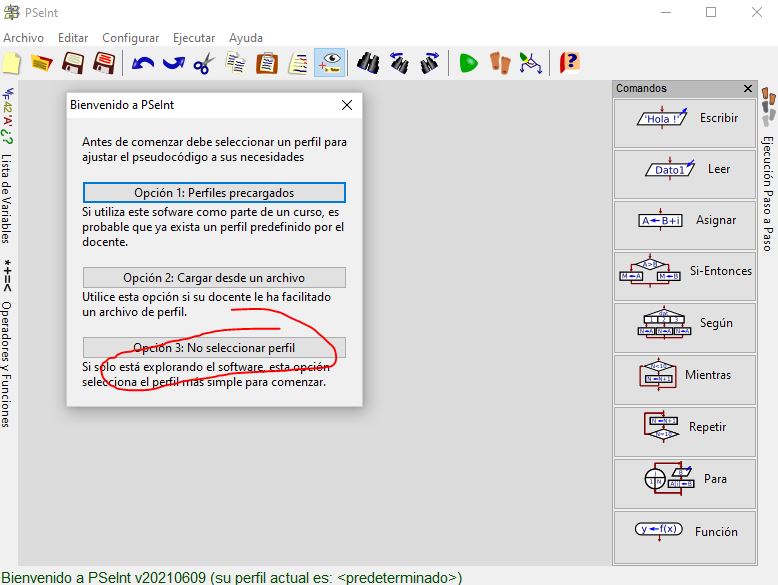 PSeInt
Archivo Editar Configurar Ejecutar Ayuda
Lista de Variables
*+=< Operadores y Funciones
Bienvenido a PSeInt
Antes de comenzar debe seleccionar un perfil para
ajustar el pseudocódigo a sus necesidades
Opción 1: Perfiles precargados
Si utiliza este sofware como parte de un curso, es
probable que ya exista un perfil predefinido por el
docente.
Opción 2: Cargar desde un archivo
Utilice esta opción si su docente le ha facilitado
un archivo de perfil.
Opción 3: No seleccionar perfil
Si solo está explorando el software, esta opción
selecciona el perfil más simple para comenzar.
Comandos
'Hola !' Escribir
Dato1 Leer
A←B+i Asignar
A>B
M←A M←B
Si-Entonces
1 2 3
Según
Mientras
N←N+1
N=10
Repetir
Para
y←f(x) Función
Ejecución Paso a Paso
Bienvenido a PSeInt v20210609 (su perfil actual es: <predeterminado>)